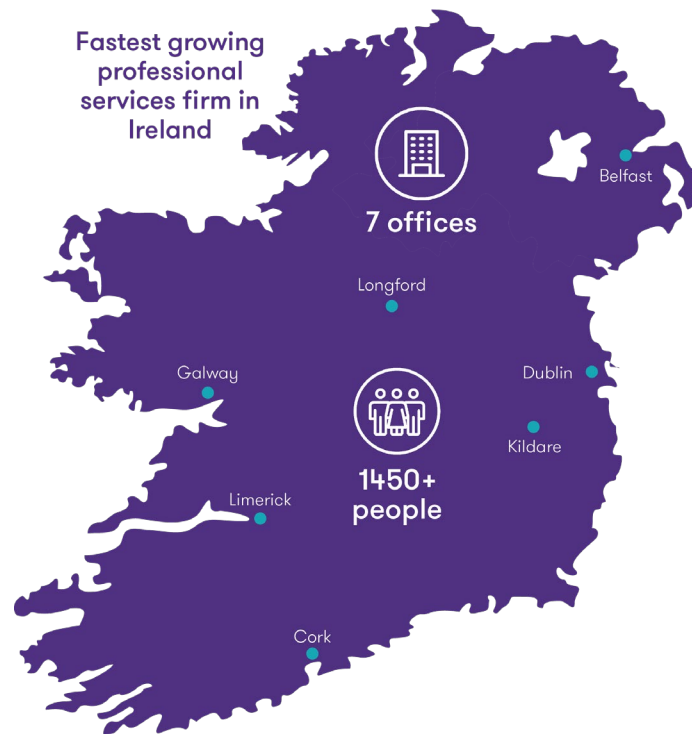 Fastest growing
professional
services firm in
Ireland
Belfast
7 offices
Longford
Galway
Dublin
Kildare
1450+
people
Limerick
Cork